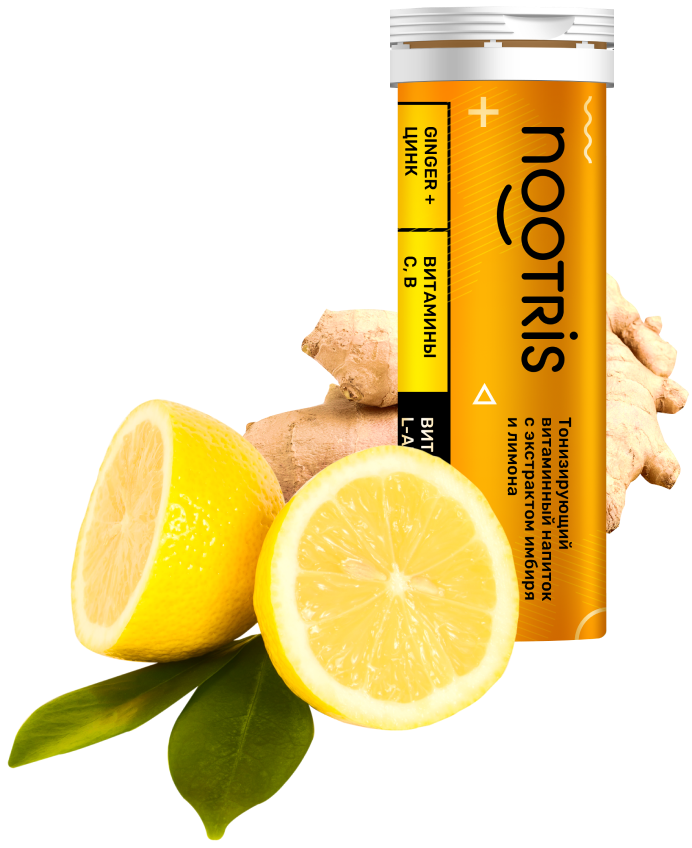 nooTRis
Тонизирующий
витаминный напиток
с экстрактом имбиря
и лимона
GINGER +
ЦИНК
ВИТАМИНЫ
C, B